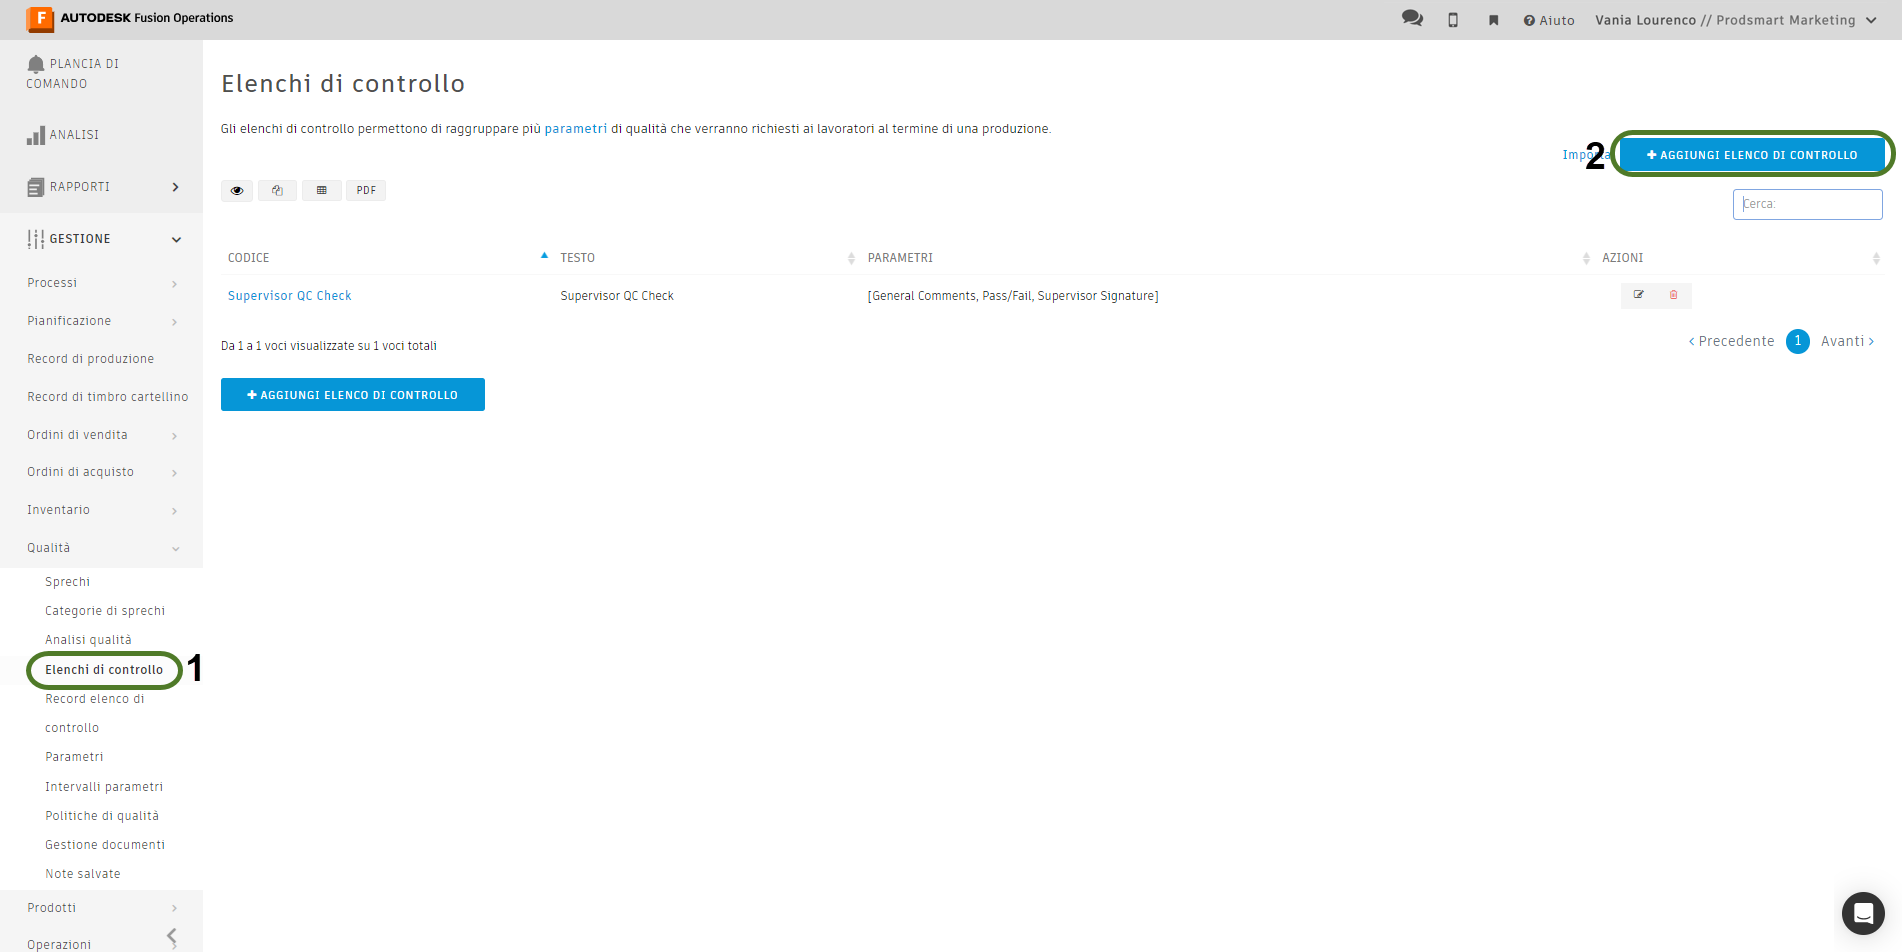 AUTODESK Fusion Operations
Aiuto
Vania Lourenco // Prodsmart Marketing
PLANCIA DI
COMANDO
ANALISI
RAPPORTI
GESTIONE
Processi
Pianificazione
Record di produzione
Record di timbro cartellino
Ordini di vendita
Ordini di acquisto
Inventario
Qualità
Sprechi
Categorie di sprechi
Analisi qualità
Elenchi di controllo
1
Record elenco di
controllo
Parametri
Intervalli parametri
Politiche di qualità
Gestione documenti
Note salvate
Prodotti
Operazioni
Elenchi di controllo
Gli elenchi di controllo permettono di raggruppare più parametri di qualità che verranno richiesti ai lavoratori al termine di una produzione.
2
AGGIUNGI ELENCO DI CONTROLLO
PDF
Cerca:
CODICE TESTO PARAMETRI AZIONI
Supervisor QC Check Supervisor QC Check [General Comments, Pass/Fail, Supervisor Signature]
Da 1 a 1 voci visualizzate su 1 voci totali
Precedente 1 Avanti
AGGIUNGI ELENCO DI CONTROLLO